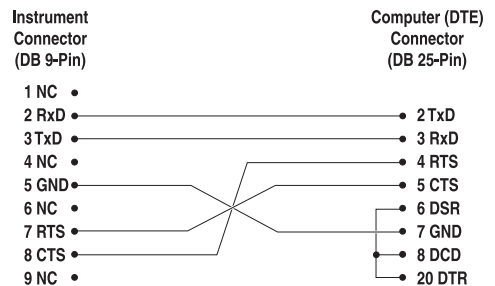 Instrument
Connector
(DB 9-Pin)
Computer (DTE)
Connector
(DB 25-Pin)
1 NC
2 RxD
2 TxD
3 TxD
3 RxD
4 NC
4 RTS
5 GND
5 CTS
6 NC
6 DSR
7 RTS
7 GND
8 CTS
8 DCD
9 NC
20 DTR